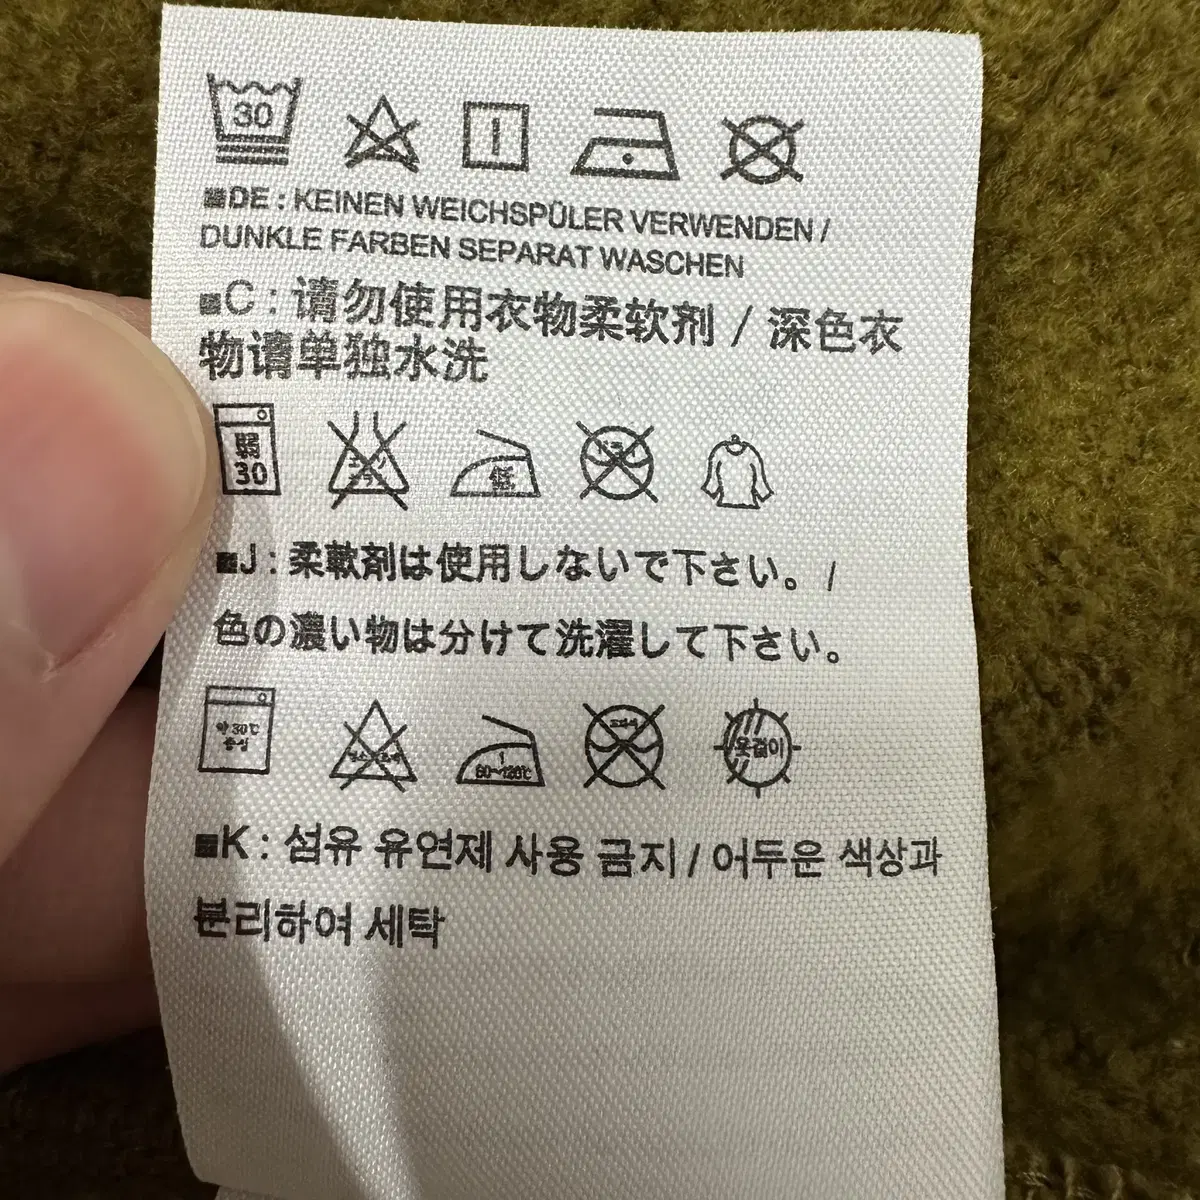 30
■DE : KEINEN WEICHSPÜLER VERWENDEN /
DUNKLE FARBEN SEPARAT WASCHEN
■C : 请勿使用衣物柔软剂 / 深色衣
物请单独水洗
弱
30
低
■J : 柔軟剤は使用しないで下さい。/
色の濃い物は分けて洗濯して下さい。
약 30℃
중성
1
80~120℃
옷걸이
■K : 섬유 유연제 사용 금지 / 어두운 색상과
분리하여 세탁